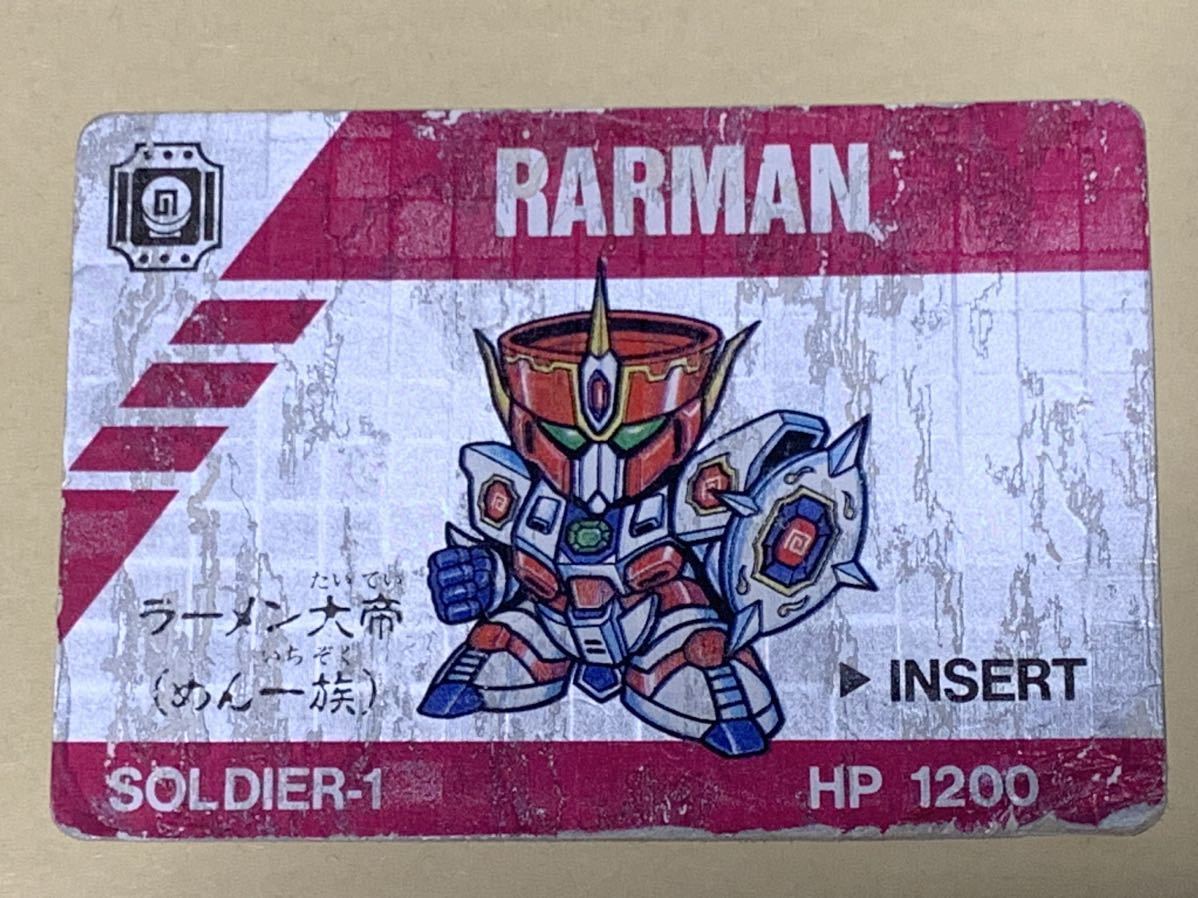 RARMAN
たいてい
ラーメン大帝
いちぞく
(めん一族)
▶ INSERT
SOLDIER-1
HP 1200